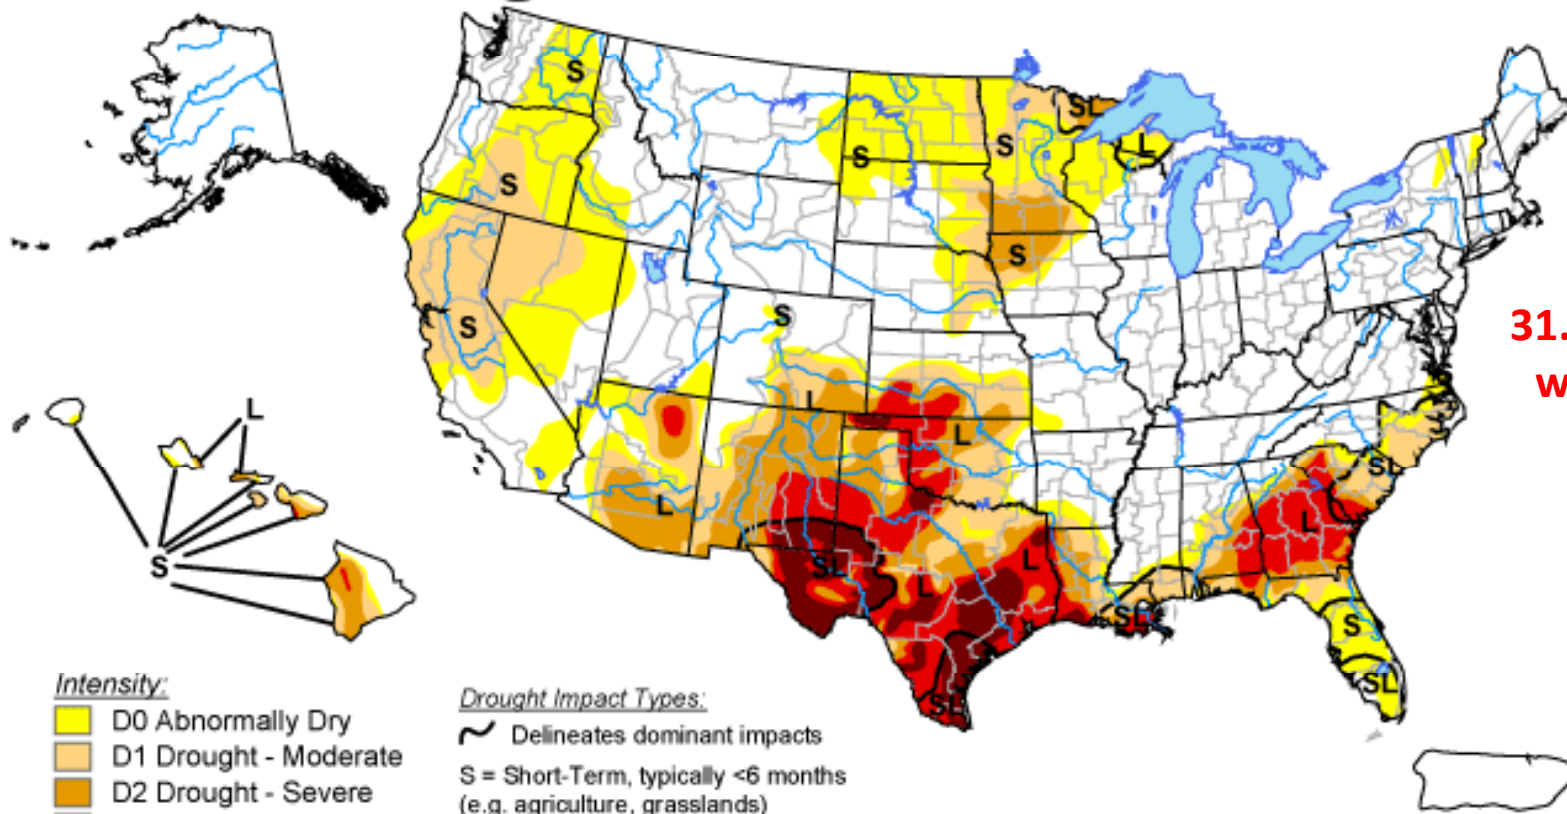 S
SL
S
L
S
S
S
S
S
L
L
L
L
SL
S
L
L
SL
L
SL
S
SL
SL
31.
w
Intensity:
D0 Abnormally Dry
D1 Drought - Moderate
D2 Drought - Severe
Drought Impact Types:
Delineates dominant impacts
S = Short-Term, typically <6 months
(e.g. agriculture, grasslands)